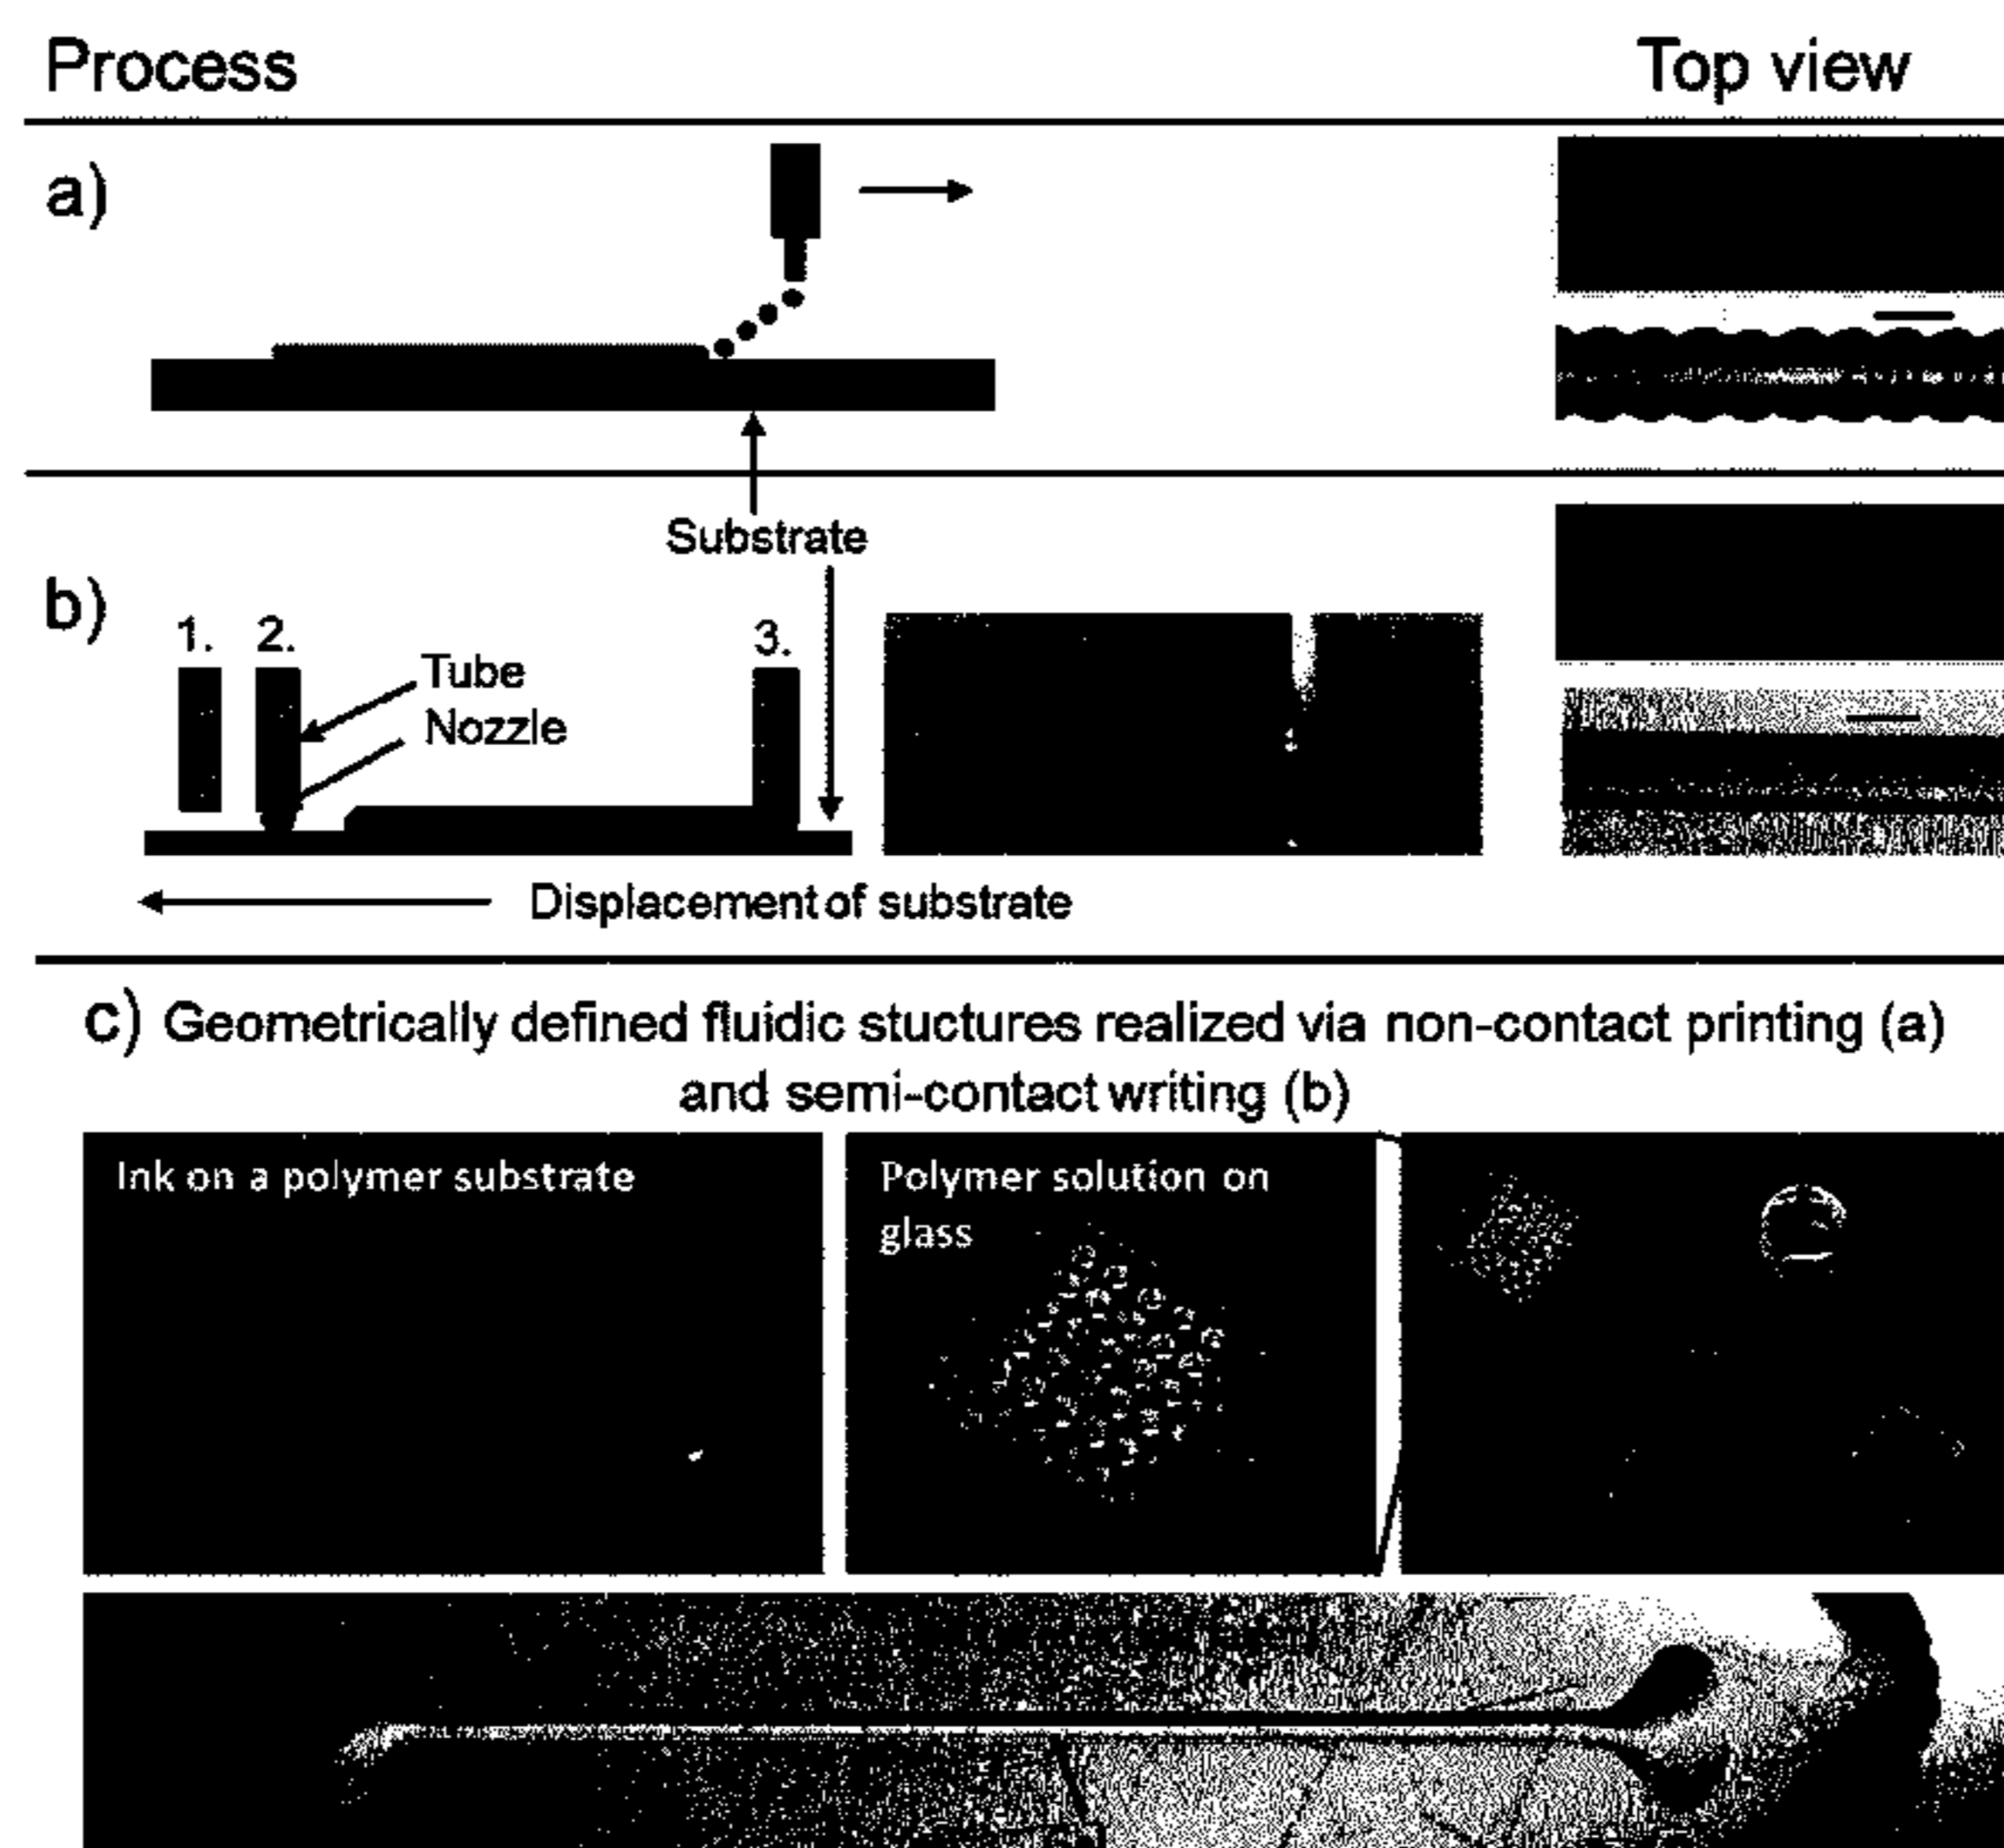 Process
Top view
a)
Substrate
b)
1.
2.
3.
Tube
Nozzle
Displacement of substrate
c) Geometrically defined fluidic stuctures realized via non-contact printing (a)
and semi-contact writing (b)
Ink on a polymer substrate
Polymer solution on
glass